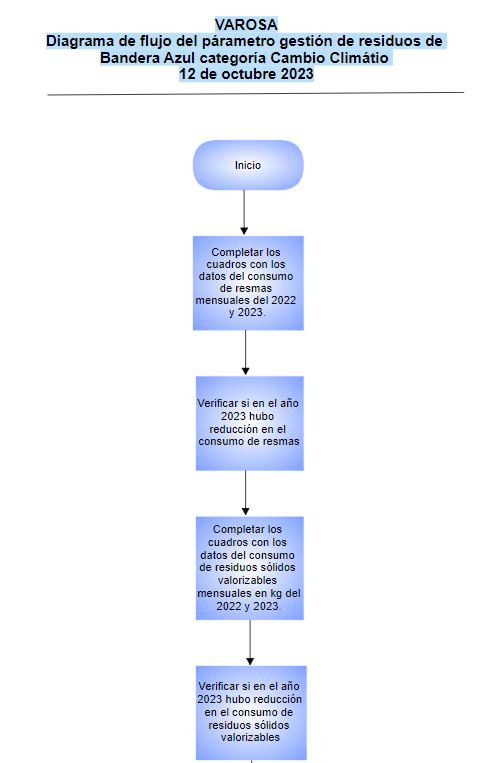 VAROSA
Diagrama de flujo del párametro gestión de residuos de
Bandera Azul categoría Cambio Climátio
12 de octubre 2023
Inicio
Completar los
cuadros con los
datos del consumo
de resmas
mensuales del 2022
y 2023.
Verificar si en el año
2023 hubo
reducción en el
consumo de resmas
Completar los
cuadros con los
datos del consumo
de residuos sólidos
valorizables
mensuales en kg del
2022 y 2023.
Verificar si en el año
2023 hubo reducción
en el consumo de
residuos sólidos
valorizables